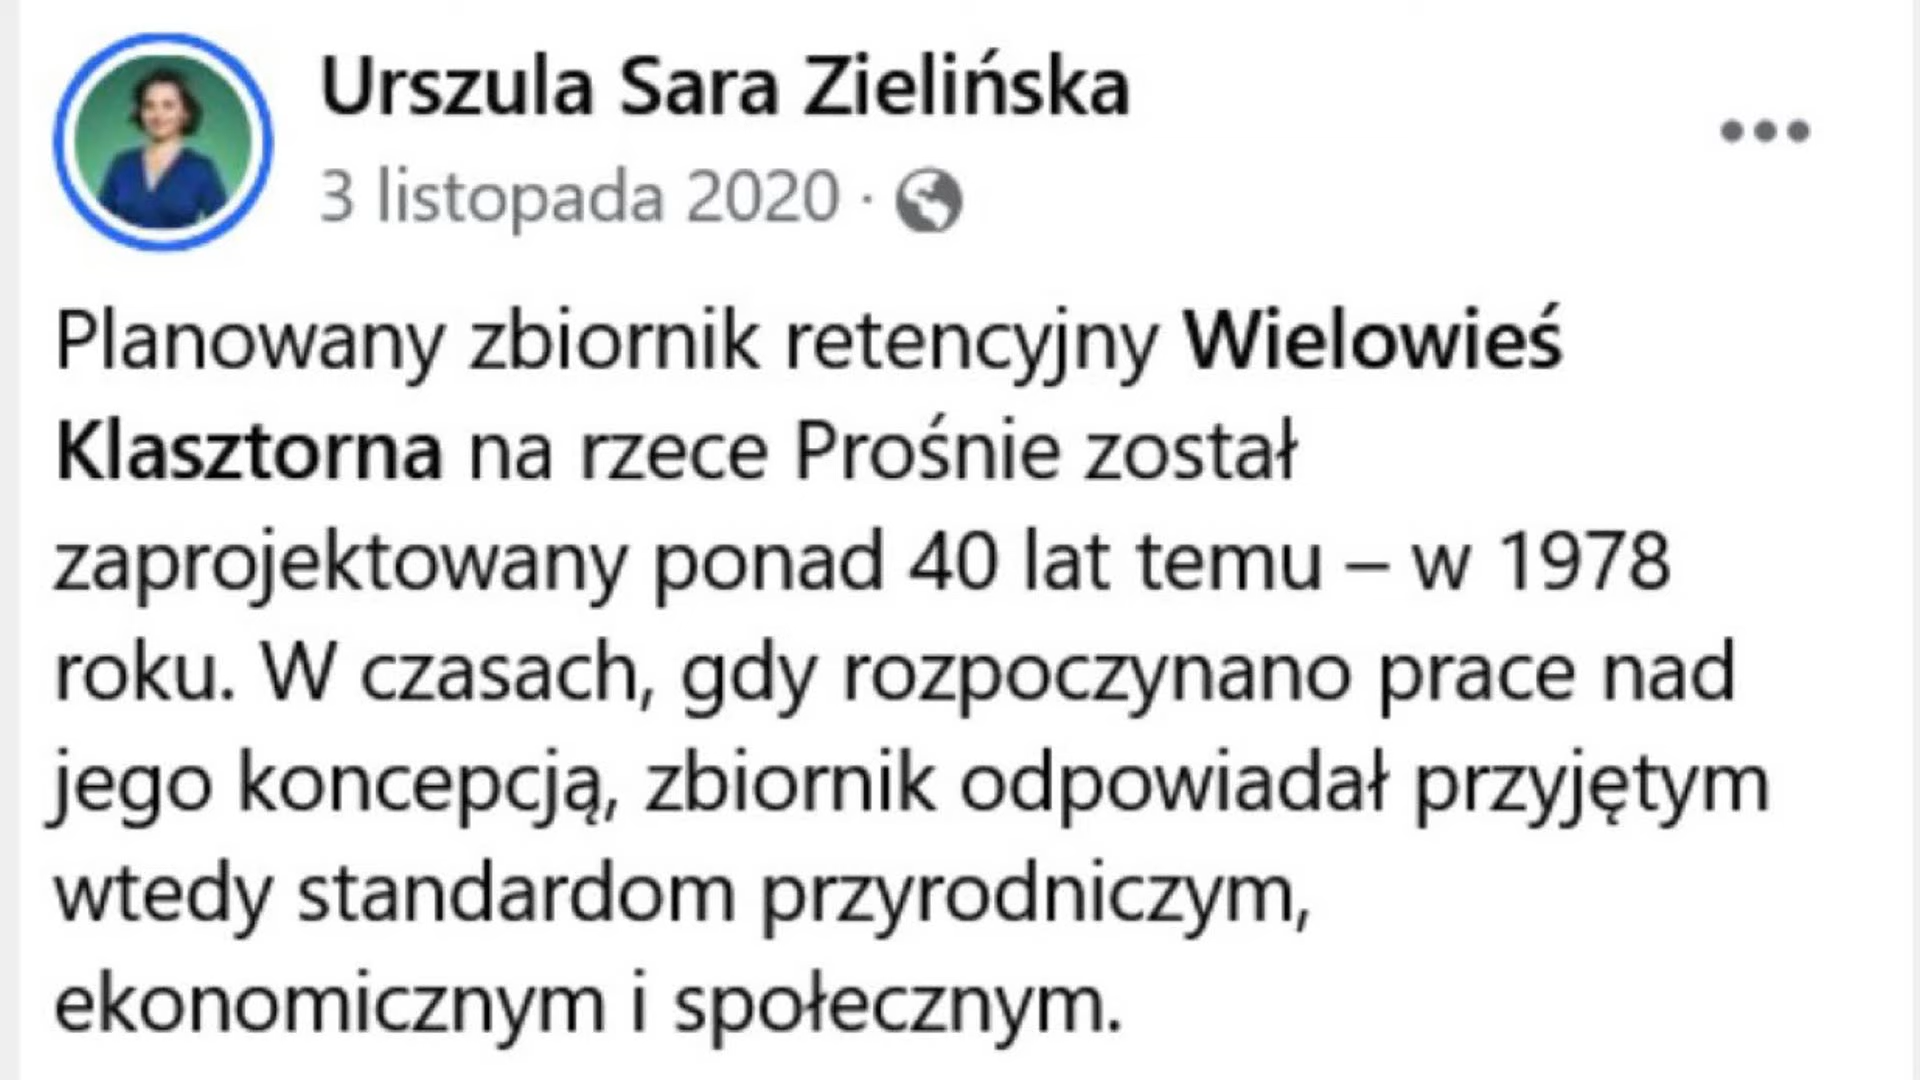 Urszula Sara Zielińska
3 listopada 2020 ·
Planowany zbiornik retencyjny Wielowieś
Klasztorna na rzece Prośnie został
zaprojektowany ponad 40 lat temu – w 1978
roku. W czasach, gdy rozpoczynano prace nad
jego koncepcją, zbiornik odpowiadał przyjętym
wtedy standardom przyrodniczym,
ekonomicznym i społecznym.